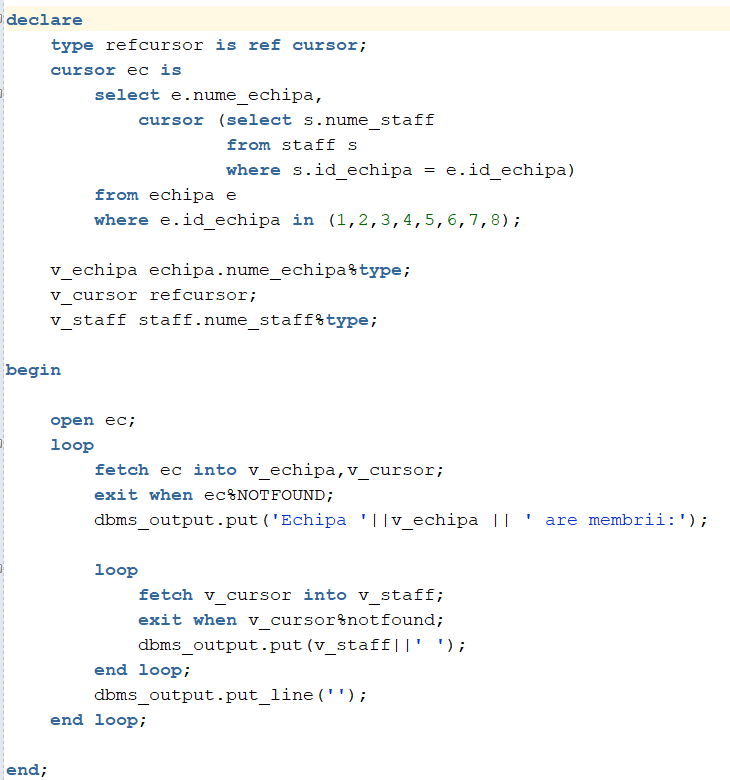 declare
    type refcursor is ref cursor;
    cursor ec is
        select e.nume_echipa,
            cursor (select s.nume_staff
                    from staff s
                    where s.id_echipa = e.id_echipa)
        from echipa e
        where e.id_echipa in (1,2,3,4,5,6,7,8);
    v_echipa echipa.nume_echipa%type;
    v_cursor refcursor;
    v_staff staff.nume_staff%type;
begin
    open ec;
    loop
        fetch ec into v_echipa,v_cursor;
        exit when ec%NOTFOUND;
        dbms_output.put('Echipa '||v_echipa || ' are membrii:');
        loop
            fetch v_cursor into v_staff;
            exit when v_cursor%notfound;
            dbms_output.put(v_staff||' ');
        end loop;
        dbms_output.put_line('');
    end loop;
end;